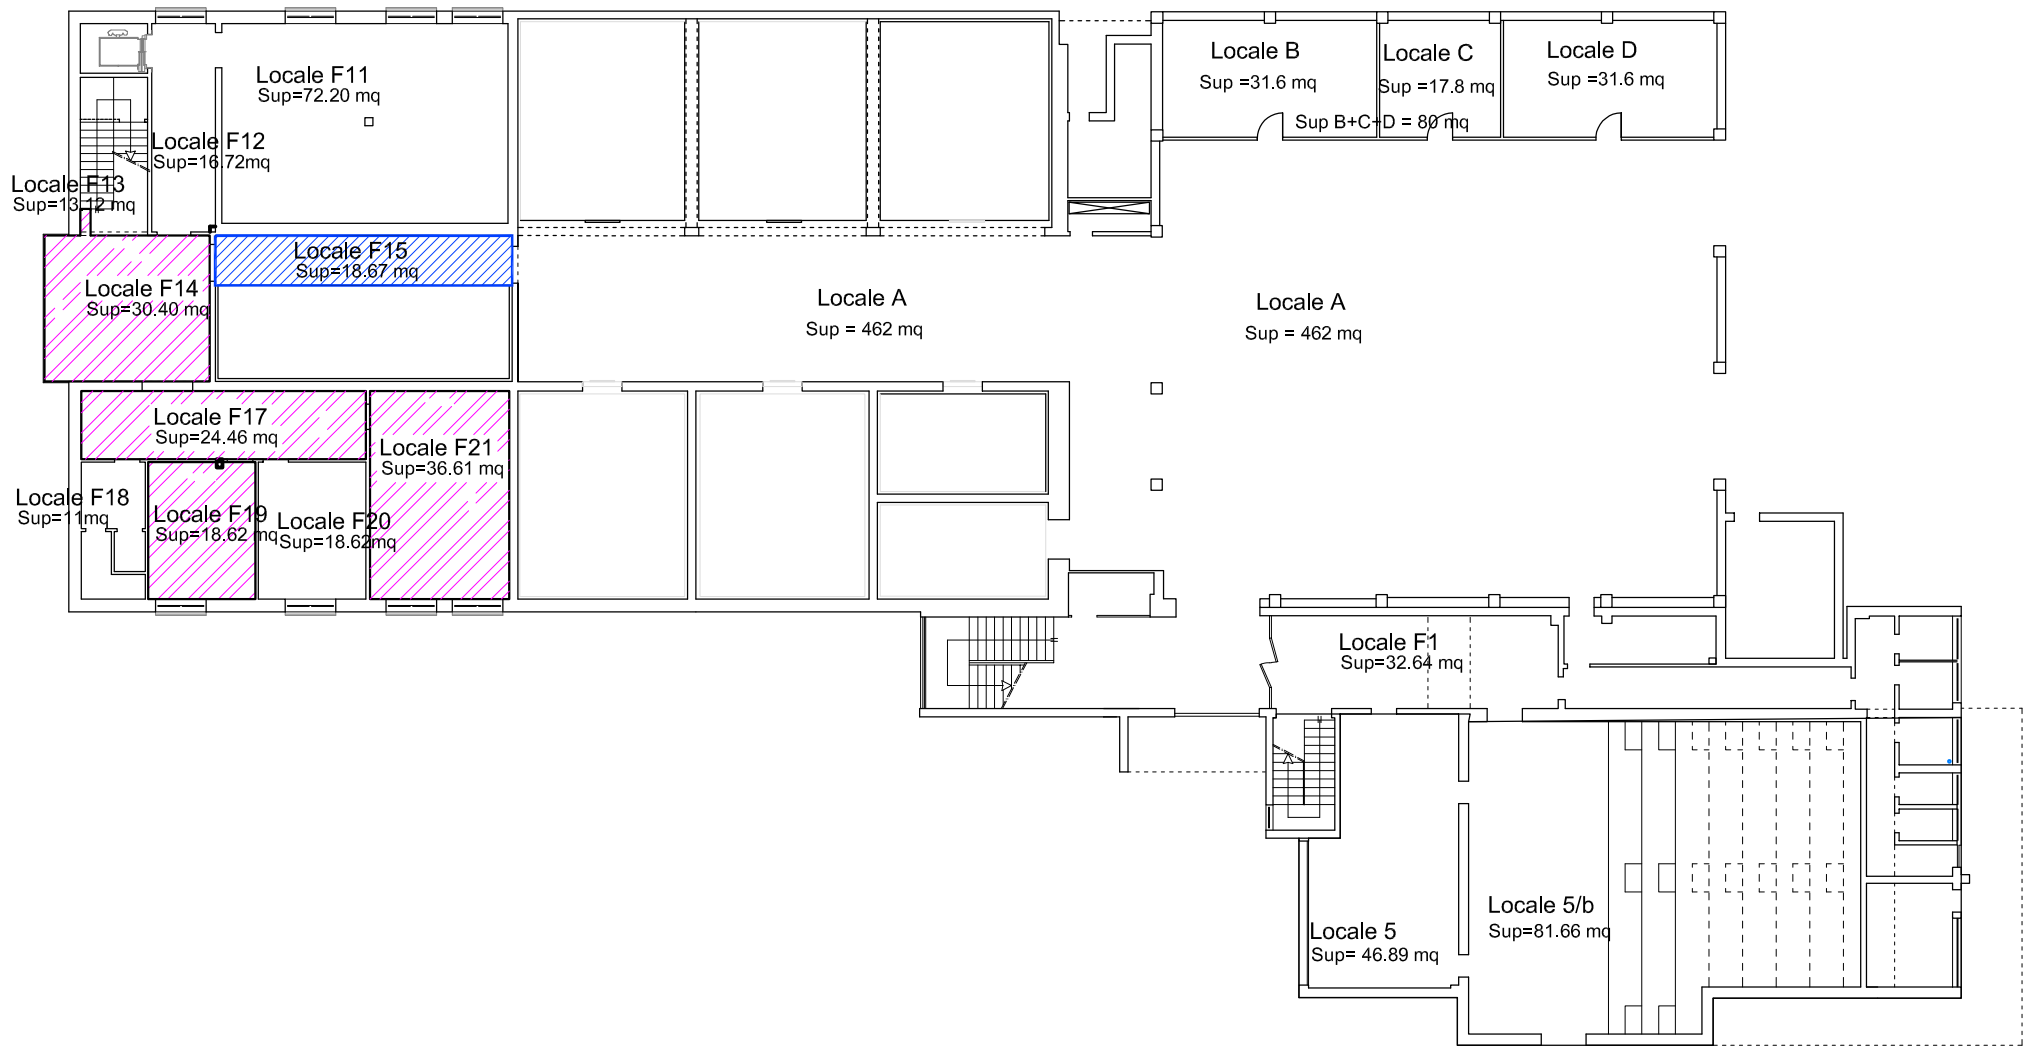 Locale B
Sup =31.6 mq
Locale C
Sup =17.8 mq
Locale D
Sup =31.6 mq
Sup B+C+D = 80 mq
Locale F11
Sup=72.20 mq
Locale F12
Sup=16.72mq
Locale F13
Sup=13.12 mq
Locale F15
Sup=18.67 mq
Locale F14
Sup=30.40 mq
Locale A
Sup = 462 mq
Locale A
Sup = 462 mq
Locale F17
Sup=24.46 mq
Locale F21
Sup=36.61 mq
Locale F18
Sup=11mq
Locale F19
Sup=18.62 mq
Locale F20
Sup=18.62mq
Locale F1
Sup=32.64 mq
Locale 5
Sup= 46.89 mq
Locale 5/b
Sup=81.66 mq